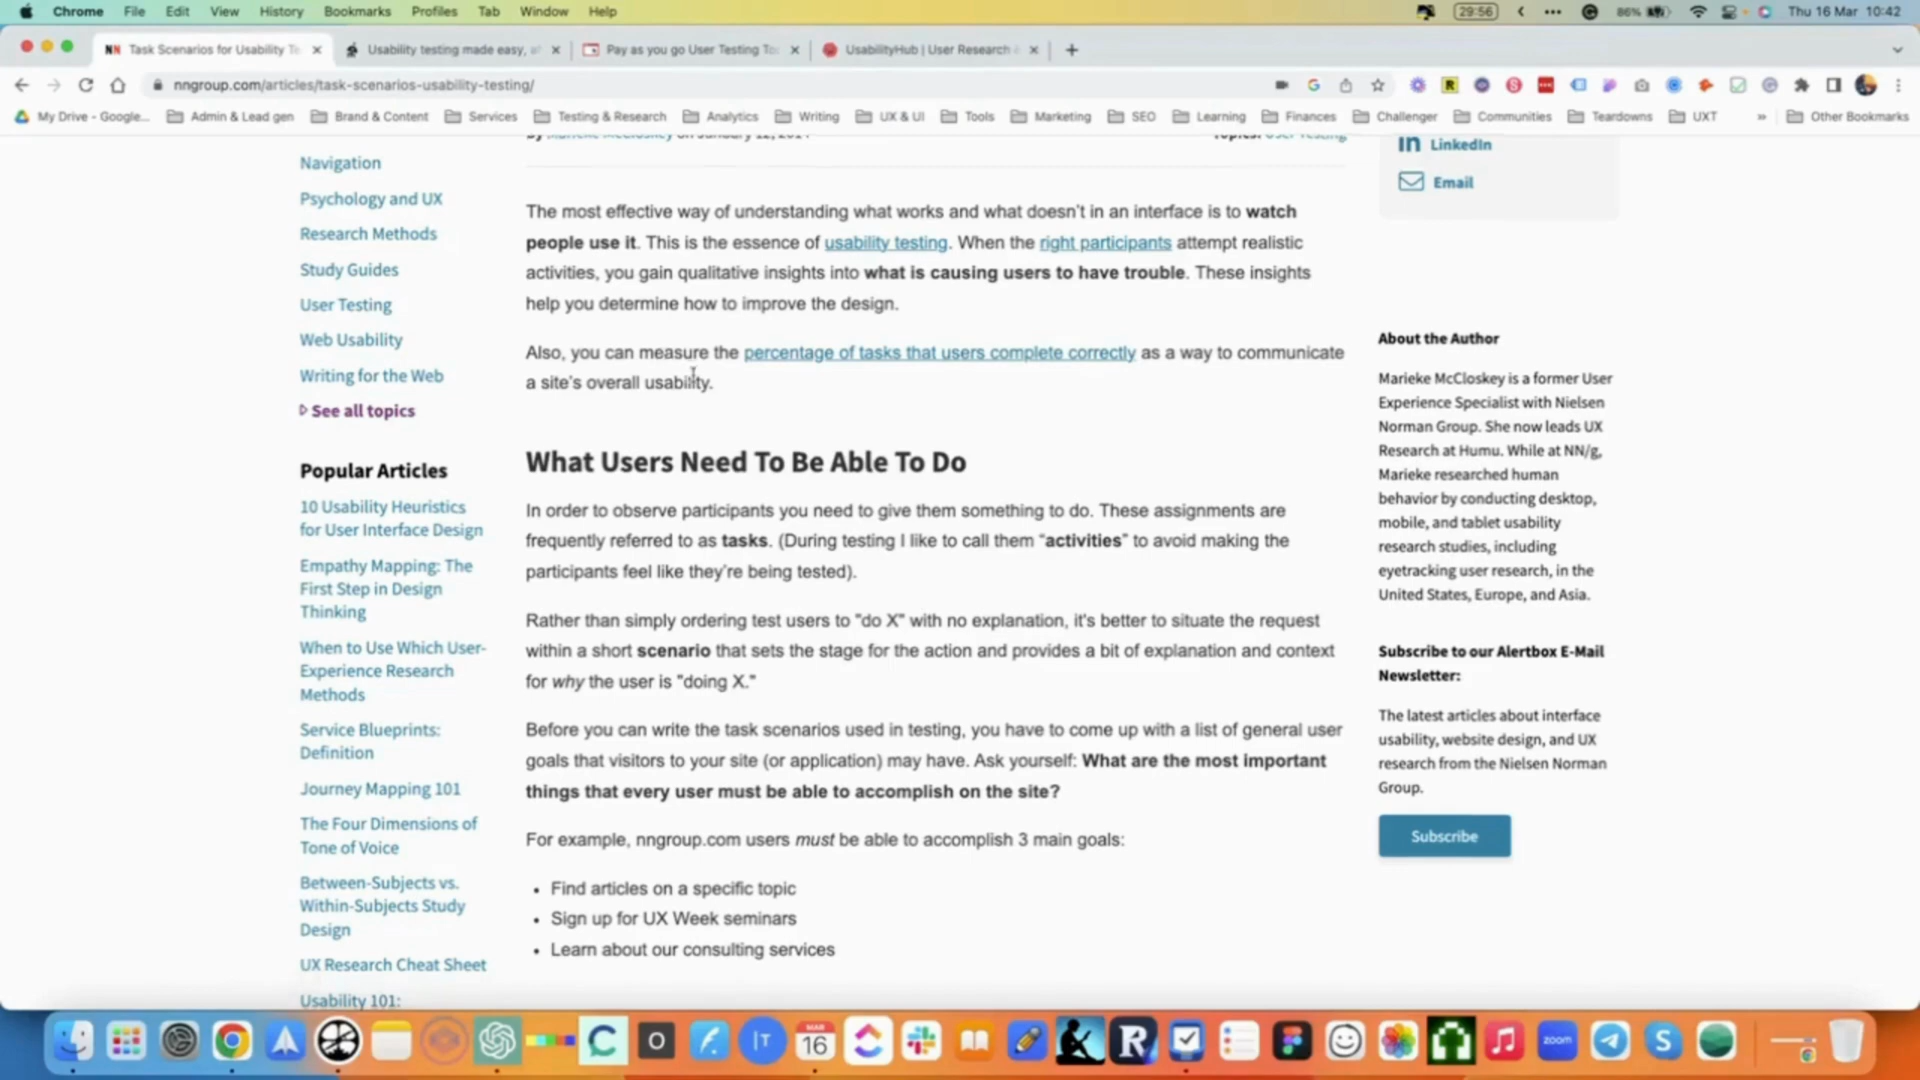 Chrome File Edit View History Bookmarks Profiles Tab Window Help 29:56 86% Thu 16 Mar 10:42
Task Scenarios for Usability Te
Usability testing made easy, a
Pay as you go User Testing To
UsabilityHub | User Research
nngroup.com/articles/task-scenarios-usability-testing/
My Drive - Google... Admin & Lead gen Brand & Content Services Testing & Research Analytics Writing UX & UI Tools Marketing SEO Learning Finances Challenger Communities Teardowns UXT » Other Bookmarks
Navigation
Psychology and UX
Research Methods
Study Guides
User Testing
Web Usability
Writing for the Web
See all topics
Popular Articles
10 Usability Heuristics
for User Interface Design
Empathy Mapping: The
First Step in Design
Thinking
When to Use Which User-
Experience Research
Methods
Service Blueprints:
Definition
Journey Mapping 101
The Four Dimensions of
Tone of Voice
Between-Subjects vs.
Within-Subjects Study
Design
UX Research Cheat Sheet
Usability 101:
The most effective way of understanding what works and what doesn't in an interface is to watch
people use it. This is the essence of usability testing. When the right participants attempt realistic
activities, you gain qualitative insights into what is causing users to have trouble. These insights
help you determine how to improve the design.
Also, you can measure the percentage of tasks that users complete correctly as a way to communicate
a site's overall usability.
What Users Need To Be Able To Do
In order to observe participants you need to give them something to do. These assignments are
frequently referred to as tasks. (During testing I like to call them “activities” to avoid making the
participants feel like they're being tested).
Rather than simply ordering test users to "do X" with no explanation, it's better to situate the request
within a short scenario that sets the stage for the action and provides a bit of explanation and context
for why the user is "doing X."
Before you can write the task scenarios used in testing, you have to come up with a list of general user
goals that visitors to your site (or application) may have. Ask yourself: What are the most important
things that every user must be able to accomplish on the site?
For example, nngroup.com users must be able to accomplish 3 main goals:
• Find articles on a specific topic
• Sign up for UX Week seminars
• Learn about our consulting services
LinkedIn
Email
About the Author
Marieke McCloskey is a former User
Experience Specialist with Nielsen
Norman Group. She now leads UX
Research at Humu. While at NN/g,
Marieke researched human
behavior by conducting desktop,
mobile, and tablet usability
research studies, including
eyetracking user research, in the
United States, Europe, and Asia.
Subscribe to our Alertbox E-Mail
Newsletter:
The latest articles about interface
usability, website design, and UX
research from the Nielsen Norman
Group.
Subscribe
MAR
16
zoom